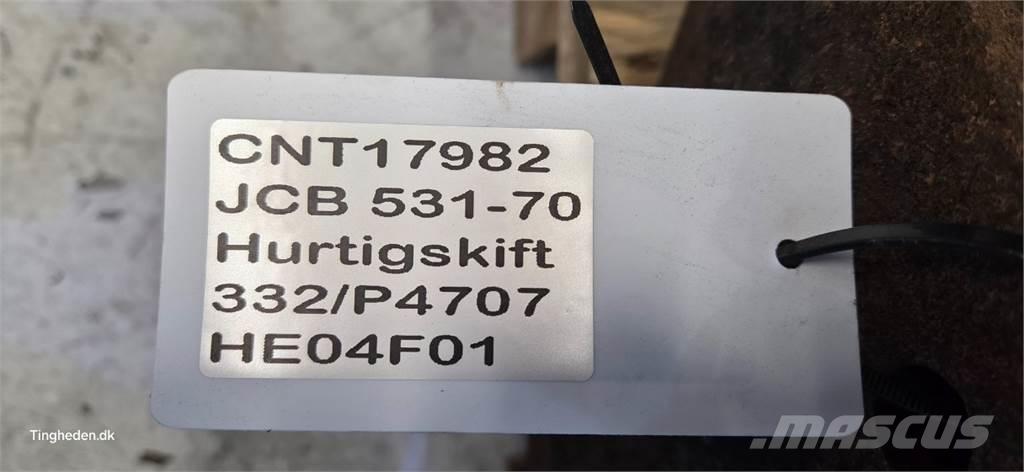 CNT17982
JCB 531-70
Hurtigskift
332/P4707
HE04F01
Tingheden.dk
MASCUS